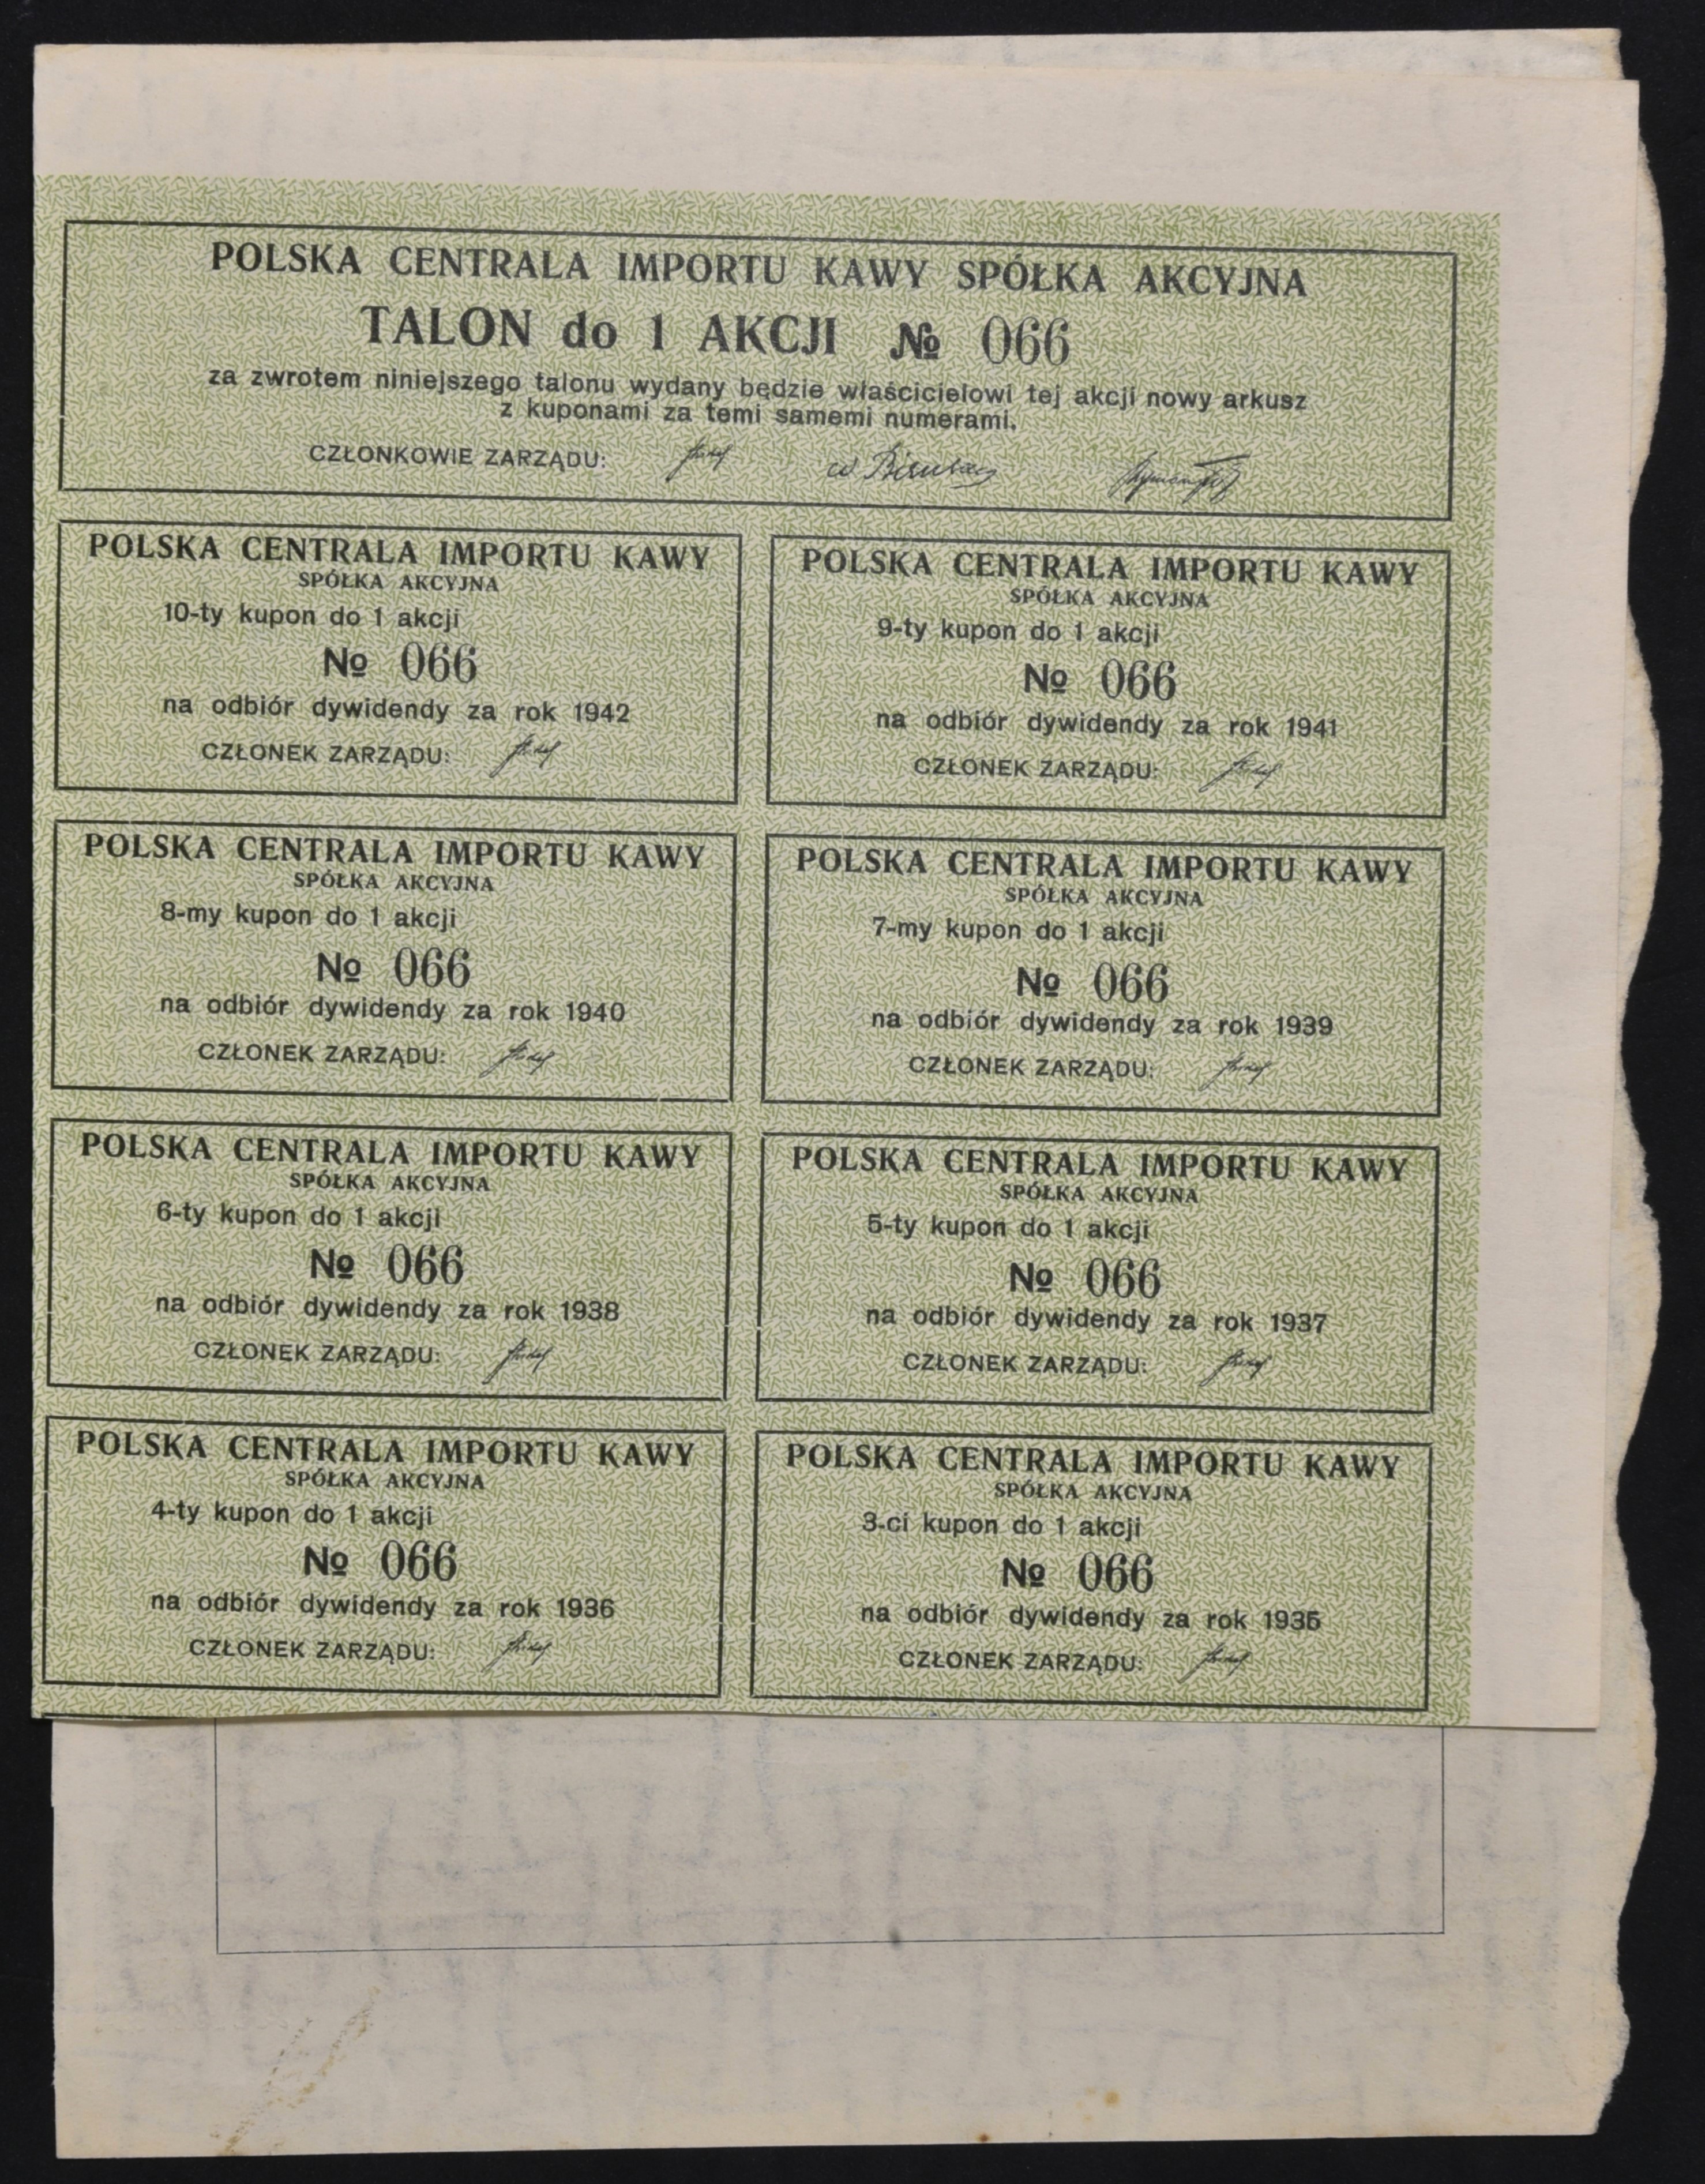 POLSKA CENTRALA IMPORTU KAWY SPÓŁKA AKCYJNA
TALON do 1 AKCJI № 066
za zwrotem niniejszego talonu wydany będzie właścicielowi tej akcji nowy arkusz
z kuponami za temi samemi numerami.
CZŁONKOWIE ZARZĄDU:
POLSKA CENTRALA IMPORTU KAWY
SPÓŁKA AKCYJNA
10-ty kupon do 1 akcji
№ 066
na odbiór dywidendy za rok 1942
CZŁONEK ZARZĄDU:
POLSKA CENTRALA IMPORTU KAWY
SPÓŁKA AKCYJNA
9-ty kupon do 1 akcji
№ 066
na odbiór dywidendy za rok 1941
CZŁONEK ZARZĄDU:
POLSKA CENTRALA IMPORTU KAWY
SPÓŁKA AKCYJNA
8-my kupon do 1 akcji
№ 066
na odbiór dywidendy za rok 1940
CZŁONEK ZARZĄDU:
POLSKA CENTRALA IMPORTU KAWY
SPÓŁKA AKCYJNA
7-my kupon do 1 akcji
№ 066
na odbiór dywidendy za rok 1939
CZŁONEK ZARZĄDU:
POLSKA CENTRALA IMPORTU KAWY
SPÓŁKA AKCYJNA
6-ty kupon do 1 akcji
№ 066
na odbiór dywidendy za rok 1938
CZŁONEK ZARZĄDU:
POLSKA CENTRALA IMPORTU KAWY
SPÓŁKA AKCYJNA
5-ty kupon do 1 akcji
№ 066
na odbiór dywidendy za rok 1937
CZŁONEK ZARZĄDU:
POLSKA CENTRALA IMPORTU KAWY
SPÓŁKA AKCYJNA
4-ty kupon do 1 akcji
№ 066
na odbiór dywidendy za rok 1936
CZŁONEK ZARZĄDU:
POLSKA CENTRALA IMPORTU KAWY
SPÓŁKA AKCYJNA
3-ci kupon do 1 akcji
№ 066
na odbiór dywidendy za rok 1935
CZŁONEK ZARZĄDU: